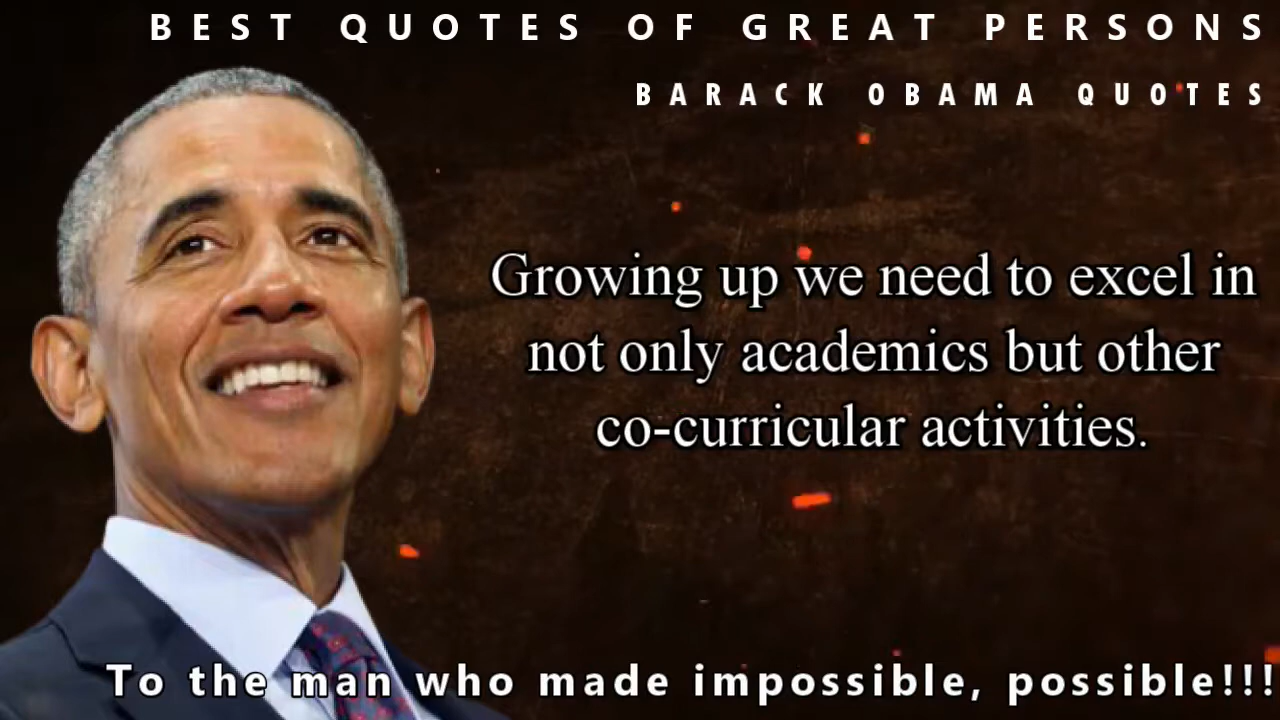 BEST QUOTES OF GREAT PERSONS
BARACK OBAMA QUOTES
Growing up we need to excel in
not only academics but other
co-curricular activities.
To the man who made impossible, possible!!!